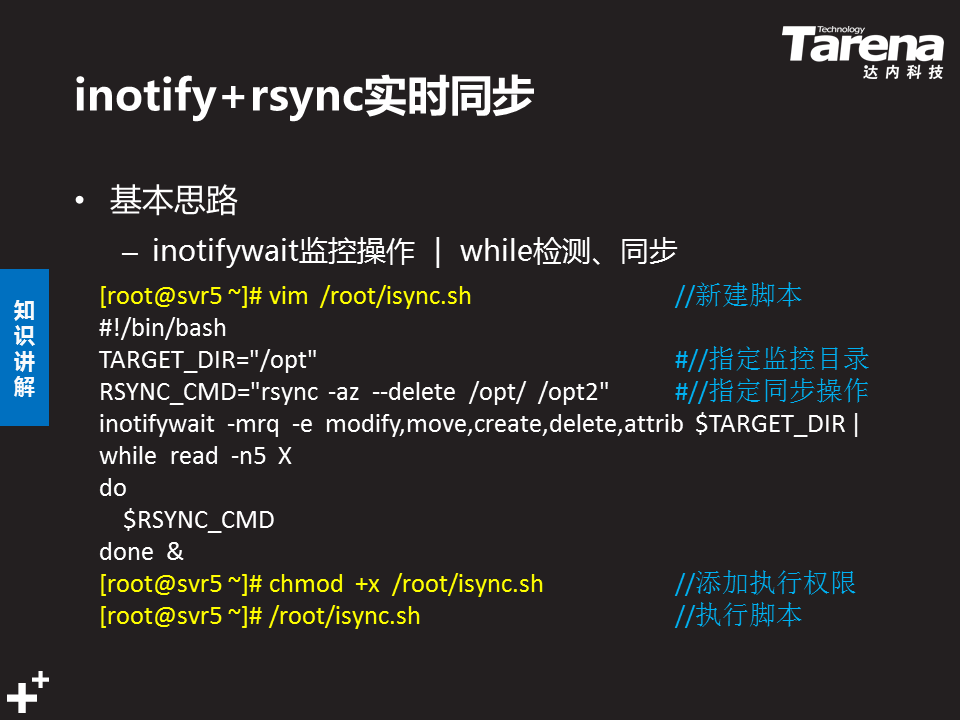 Technology
Tarena
达内科技
inotify+rsync实时同步
• 基本思路
– inotifywait监控操作 | while检测、同步
知识讲解
[root@svr5 ~]# vim /root/isync.sh //新建脚本
#!/bin/bash
TARGET_DIR="/opt" #//指定监控目录
RSYNC_CMD="rsync -az --delete /opt/ /opt2" #//指定同步操作
inotifywait -mrq -e modify,move,create,delete,attrib $TARGET_DIR |
while read -n5 X
do
$RSYNC_CMD
done &
[root@svr5 ~]# chmod +x /root/isync.sh //添加执行权限
[root@svr5 ~]# /root/isync.sh //执行脚本